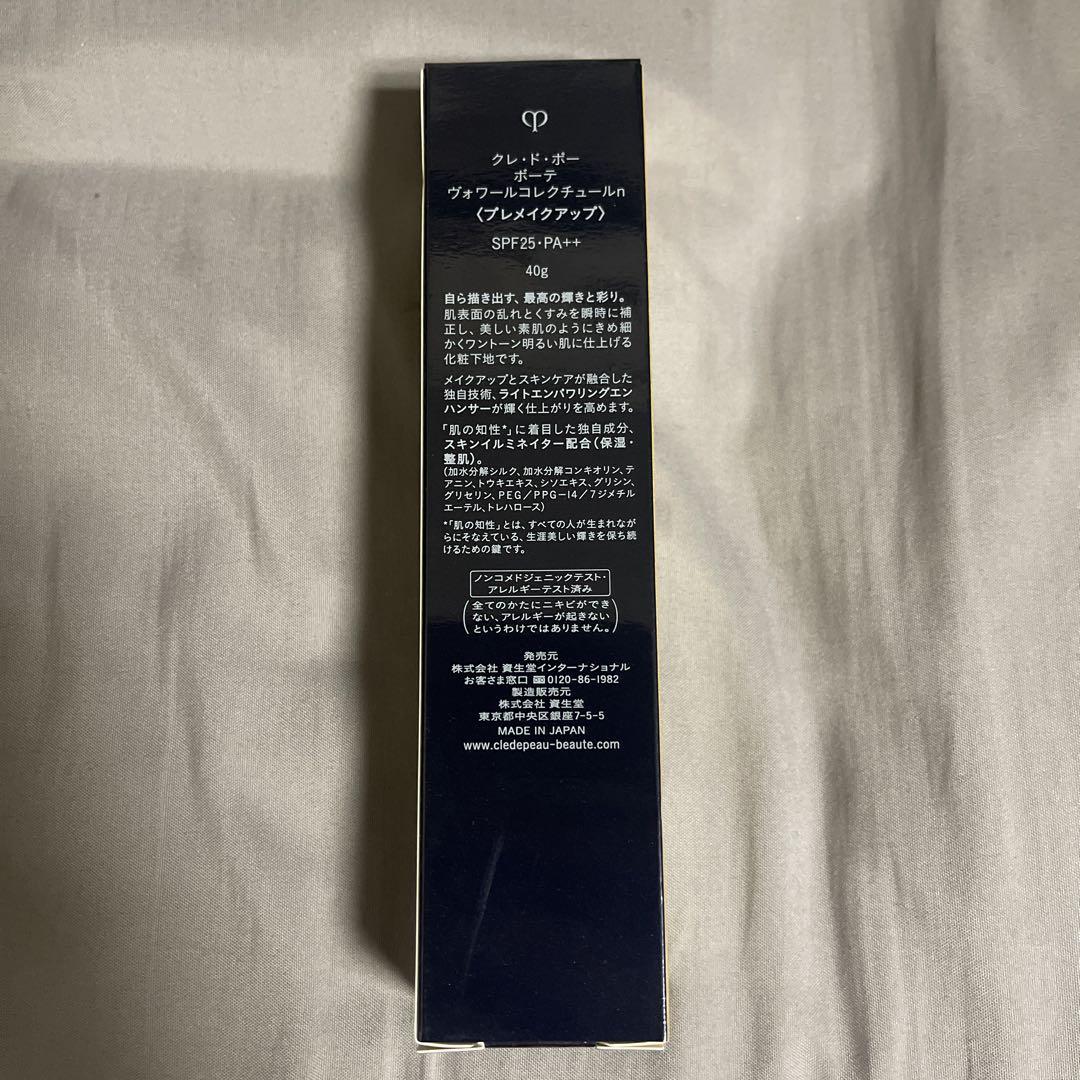 クレ・ド・ポー
ボーテ
ヴォワールコレクチュールn
〈プレメイクアップ〉
SPF25・PA++
40g
自ら描き出す、最高の輝きと彩り。
肌表面の乱れとくすみを瞬時に補
正し、美しい素肌のようにきめ細
かくワントーン明るい肌に仕上げる
化粧下地です。
メイクアップとスキンケアが融合した
独自技術、ライトエンパワリングエン
ハンサーが輝く仕上がりを高めます。
「肌の知性*」に着目した独自成分、
スキンイルミネイター配合(保湿・
整肌)。
(加水分解シルク、加水分解コンキオリン、テ
アニン、トウキエキス、シソエキス、グリシン、
グリセリン、PEG/PPG-14/7ジメチル
エーテル、トレハロース)
*「肌の知性」とは、すべての人が生まれなが
らにそなえている、生涯美しい輝きを保ち続
けるための鍵です。
ノンコメドジェニックテスト・
アレルギーテスト済み
(全てのかたにニキビができ
ない、アレルギーが起きない
というわけではありません。)
発売元
株式会社 資生堂インターナショナル
お客さま窓口 0120-86-1982
製造販売元
株式会社 資生堂
東京都中央区銀座7-5-5
MADE IN JAPAN
www.cledepeau-beaute.com